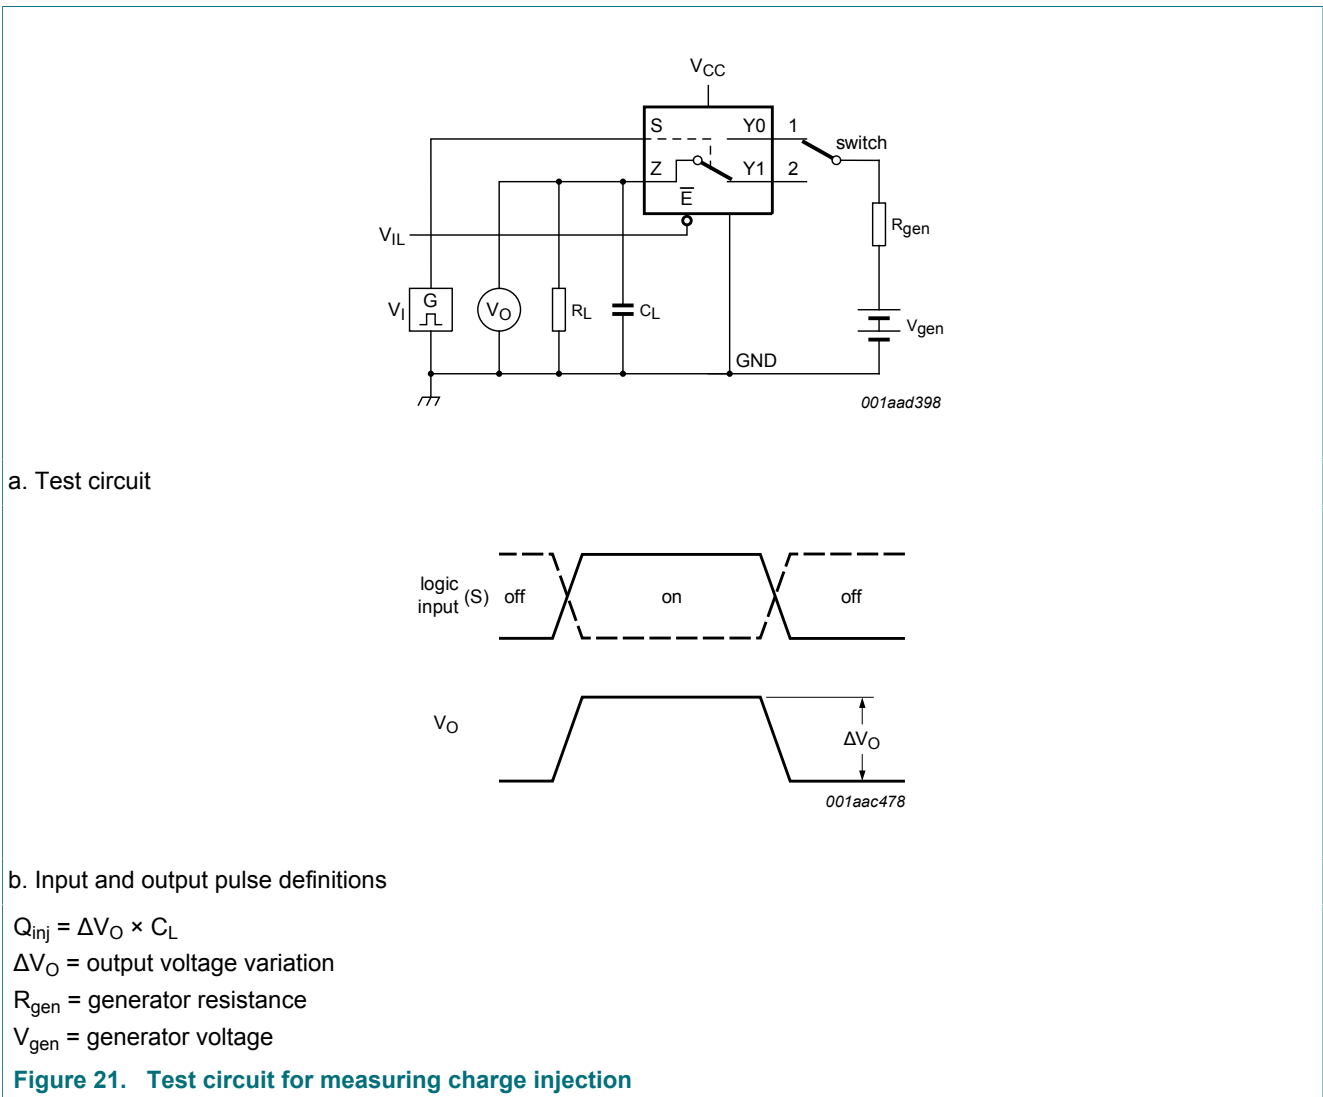 VCC
S Y0 1
switch
Z Y1 2
E
VIL
Rgen
VI G VO RL CL
Vgen
GND
001aad398
a. Test circuit
logic
input (S) off on off
VO
ΔVO
001aac478
b. Input and output pulse definitions
Qinj = ΔVO × CL
ΔVO = output voltage variation
Rgen = generator resistance
Vgen = generator voltage
Figure 21. Test circuit for measuring charge injection